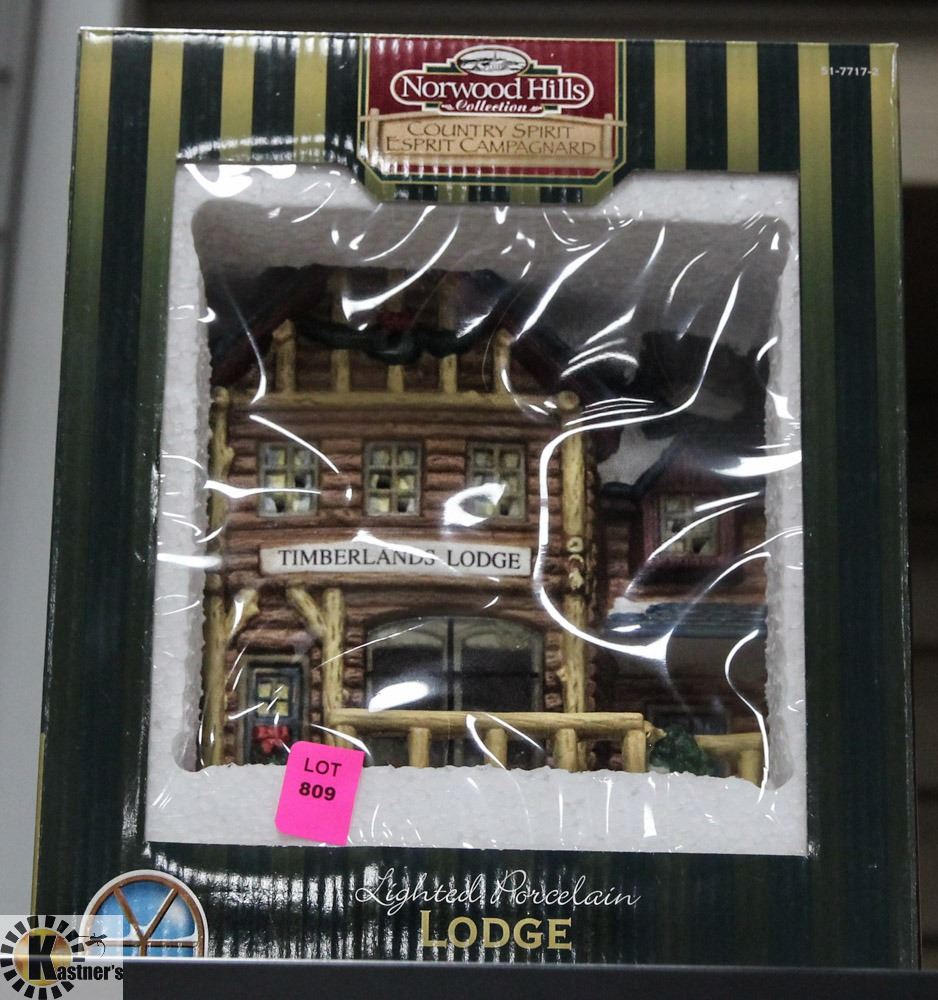 51-7717-2
Norwood Hills
Collection
COUNTRY SPIRIT
ESPRIT CAMPAGNARD
TIMBERLANDS LODGE
LOT
809
Lighted Porcelain
LODGE
Kastner's